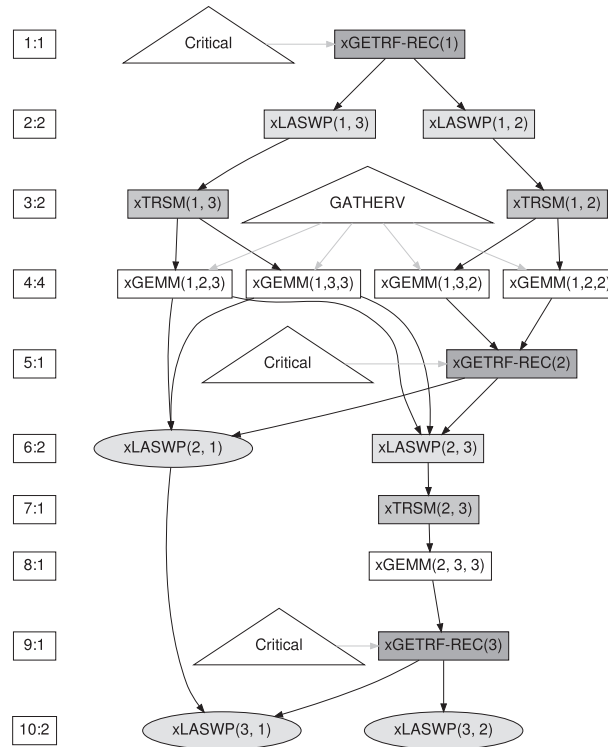 1:1
Critical
xGETRF-REC(1)
2:2
xLASWP(1, 3)
xLASWP(1, 2)
3:2
xTRSM(1, 3)
GATHERV
xTRSM(1, 2)
4:4
xGEMM(1,2,3)
xGEMM(1,3,3)
xGEMM(1,3,2)
xGEMM(1,2,2)
5:1
Critical
xGETRF-REC(2)
6:2
xLASWP(2, 1)
xLASWP(2, 3)
7:1
xTRSM(2, 3)
8:1
xGEMM(2, 3, 3)
9:1
Critical
xGETRF-REC(3)
10:2
xLASWP(3, 1)
xLASWP(3, 2)